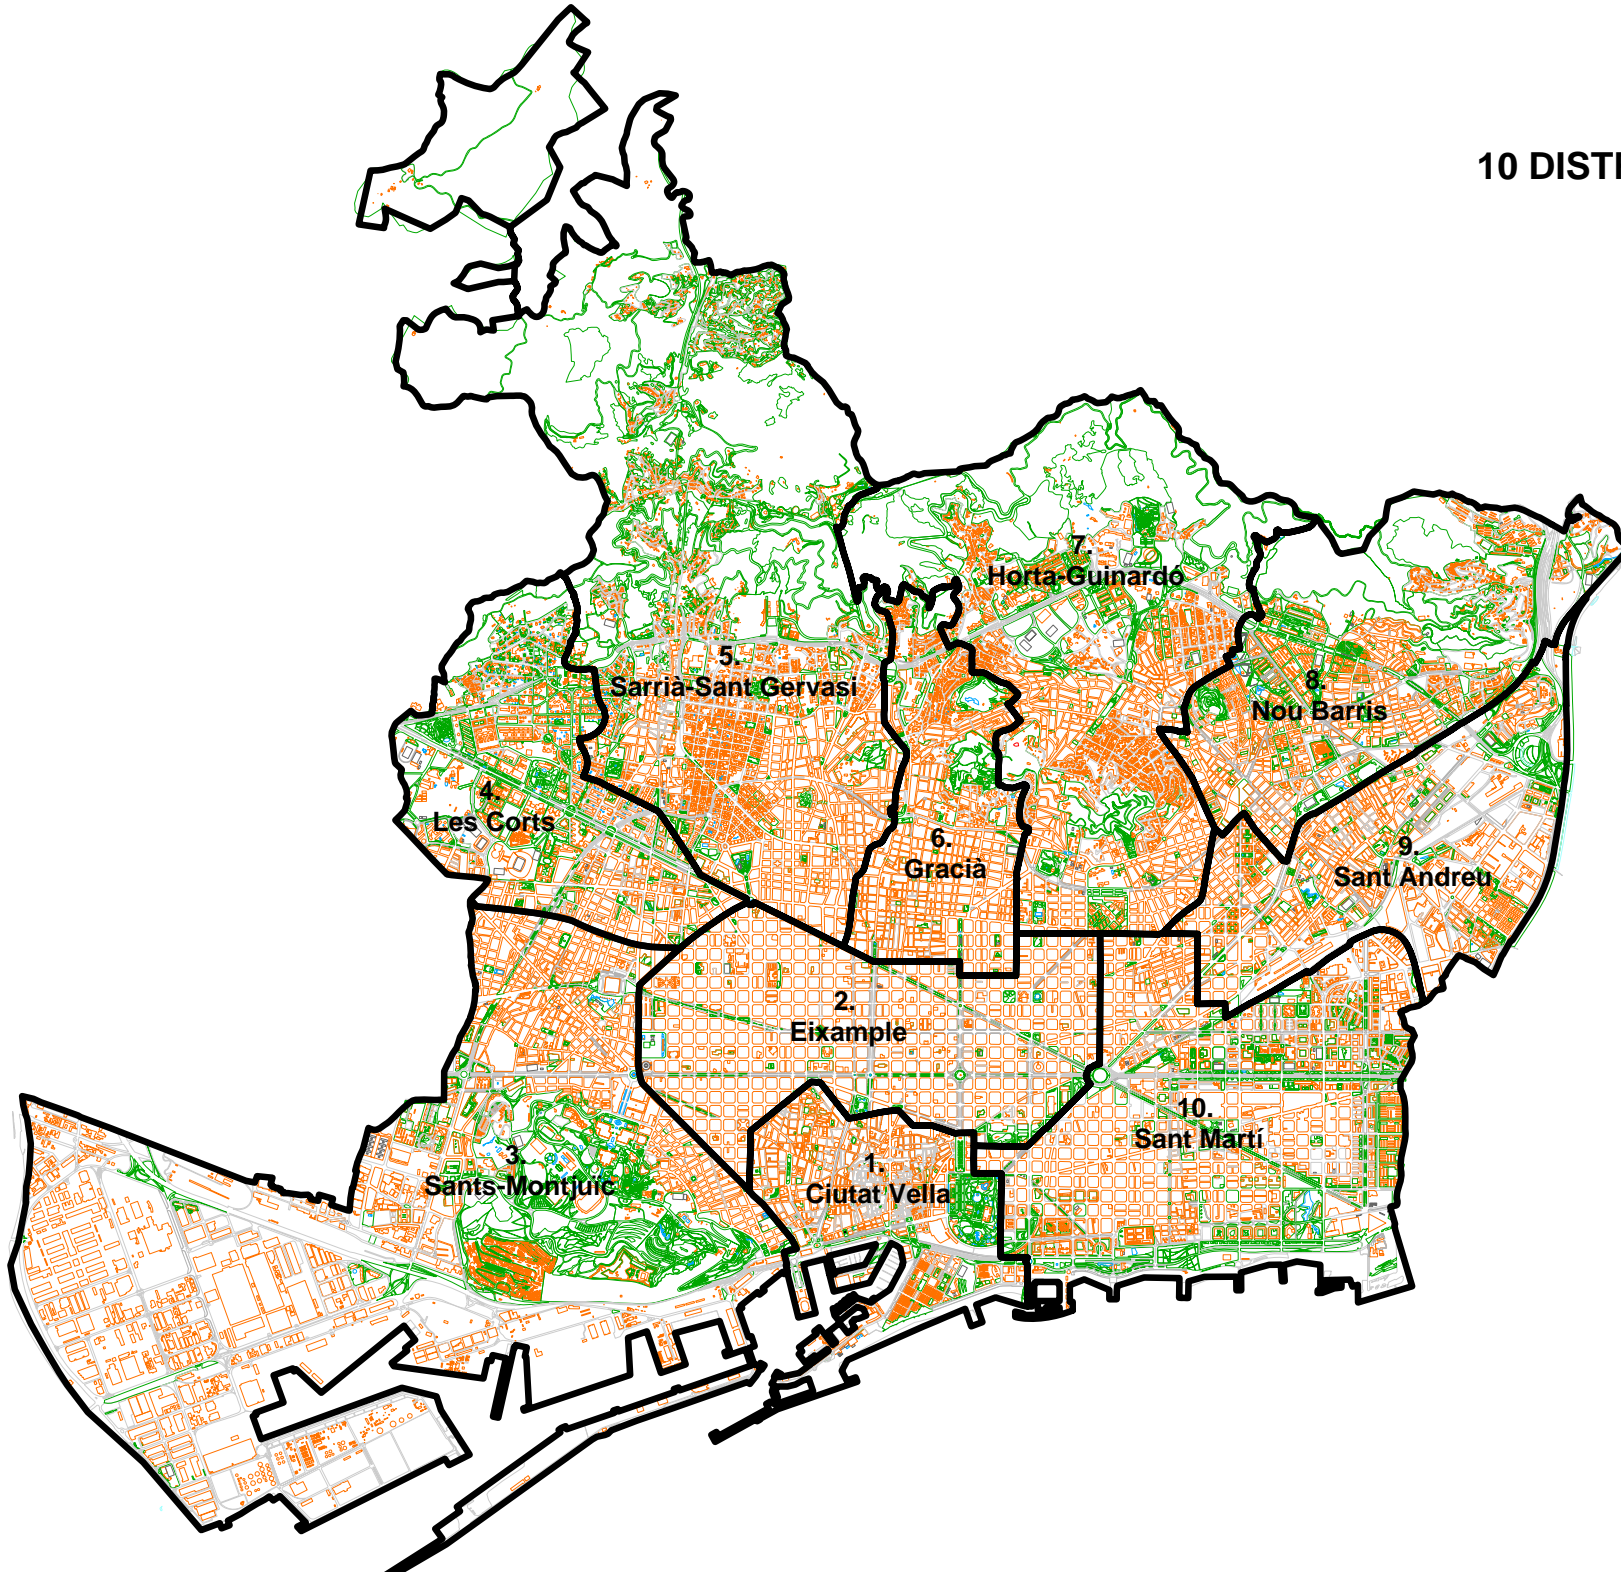 10 DISTI
7.
Horta-Guinardó
5.
Sarrià-Sant Gervasi
8.
Nou Barris
4.
Les Corts
6.
Gracià
9.
Sant Andreu
2.
Eixample
10.
Sant Martí
3.
Sants-Montjuïc
1.
Ciutat Vella